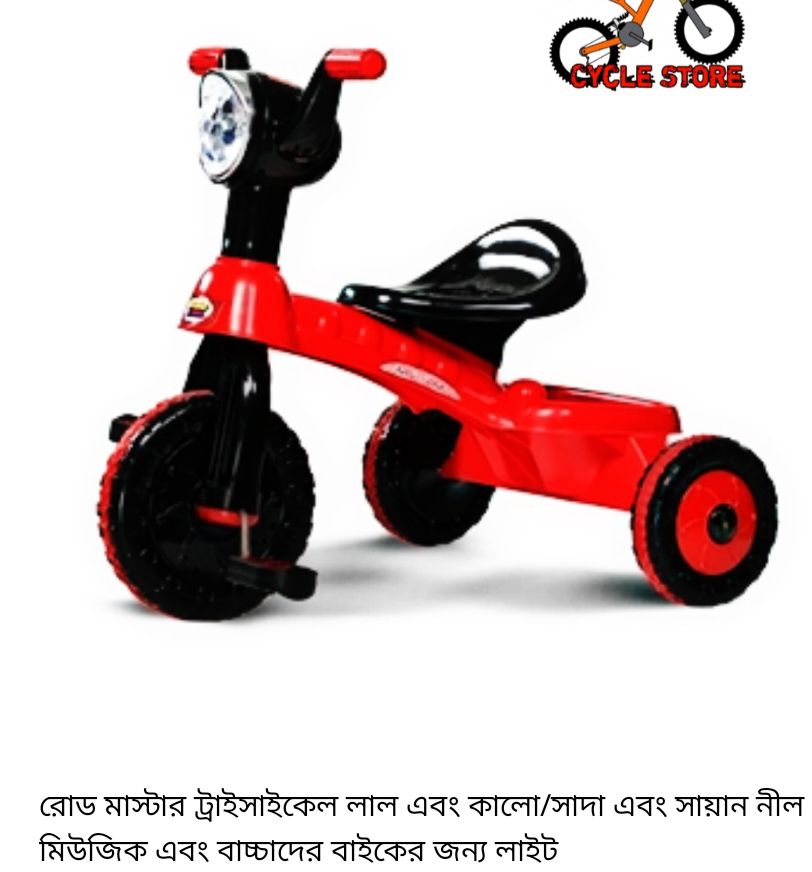 CYCLE STORE
রোড মাস্টার ট্রাইসাইকেল লাল এবং কালো/সাদা এবং সায়ান নীল
মিউজিক এবং বাচ্চাদের বাইকের জন্য লাইট